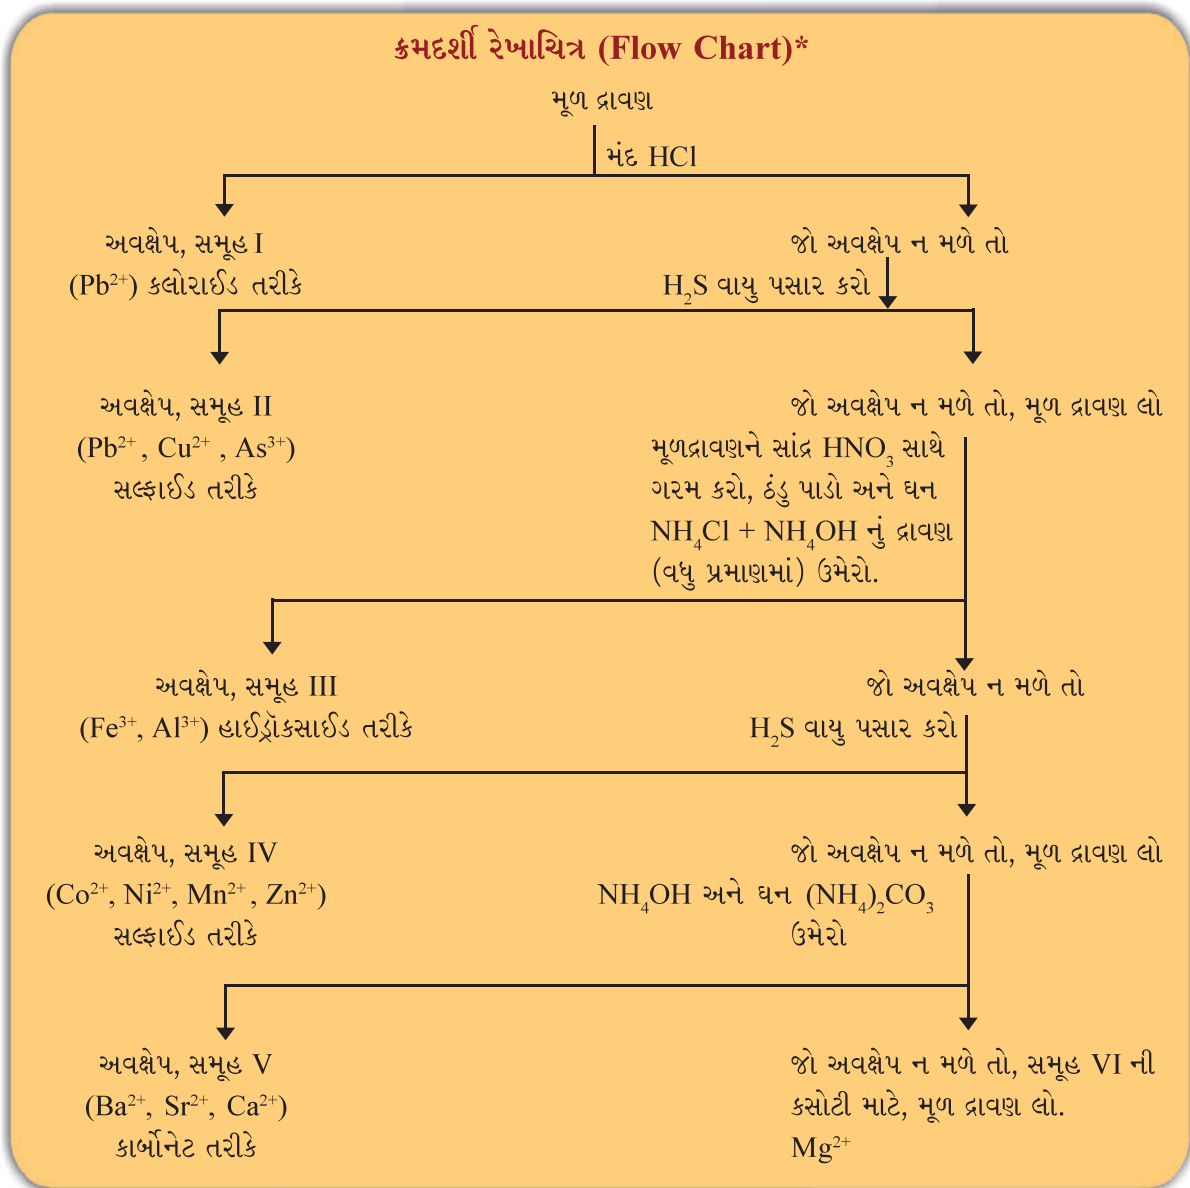 ક્રમદર્શી રેખાચિત્ર (Flow Chart)*
મૂળ દ્રાવણ
મંદ HCl
અવક્ષેપ, સમૂહ I
(Pb²⁺) કલોરાઈડ તરીકે
જો અવક્ષેપ ન મળે તો
H₂S વાયુ પસાર કરો
અવક્ષેપ, સમૂહ II
(Pb²⁺ , Cu²⁺ , As³⁺)
સલ્ફાઈડ તરીકે
જો અવક્ષેપ ન મળે તો, મૂળ દ્રાવણ લો
મૂળદ્રાવણને સાંદ્ર HNO₃ સાથે
ગરમ કરો, ઠંડુ પાડો અને ઘન
NH₄Cl + NH₄OH નું દ્રાવણ
(વધુ પ્રમાણમાં) ઉમેરો.
અવક્ષેપ, સમૂહ III
(Fe³⁺, Al³⁺) હાઈડ્રૉકસાઈડ તરીકે
જો અવક્ષેપ ન મળે તો
H₂S વાયુ પસાર કરો
અવક્ષેપ, સમૂહ IV
(Co²⁺, Ni²⁺, Mn²⁺ , Zn²⁺)
સલ્ફાઈડ તરીકે
જો અવક્ષેપ ન મળે તો, મૂળ દ્રાવણ લો
NH₄OH અને ઘન (NH₄)₂CO₃
ઉમેરો
અવક્ષેપ, સમૂહ V
(Ba²⁺, Sr²⁺, Ca²⁺)
કાર્બોનેટ તરીકે
જો અવક્ષેપ ન મળે તો, સમૂહ VI ની
કસોટી માટે, મૂળ દ્રાવણ લો.
Mg²⁺